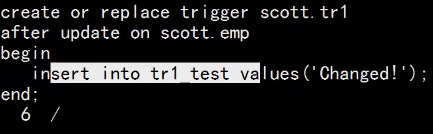 create or replace trigger scott.tr1
after update on scott.emp
begin
    insert into tr1_test values('Changed!');
end;
  6  /